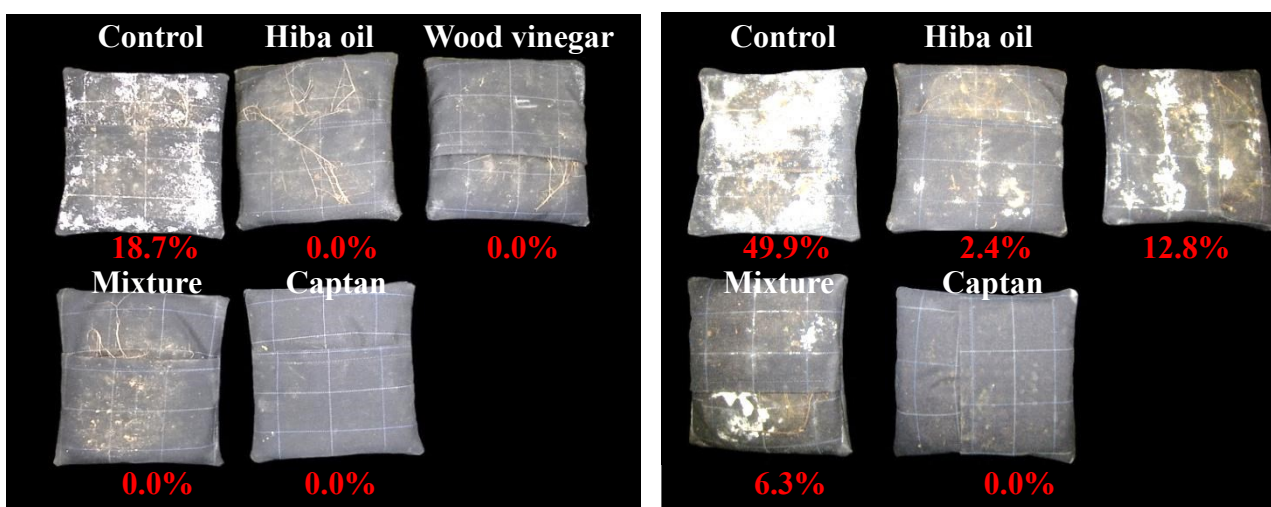 Control Hiba oil Wood vinegar
18.7% 0.0% 0.0%
Mixture Captan
0.0% 0.0%
Control Hiba oil
49.9% 2.4% 12.8%
Mixture Captan
6.3% 0.0%